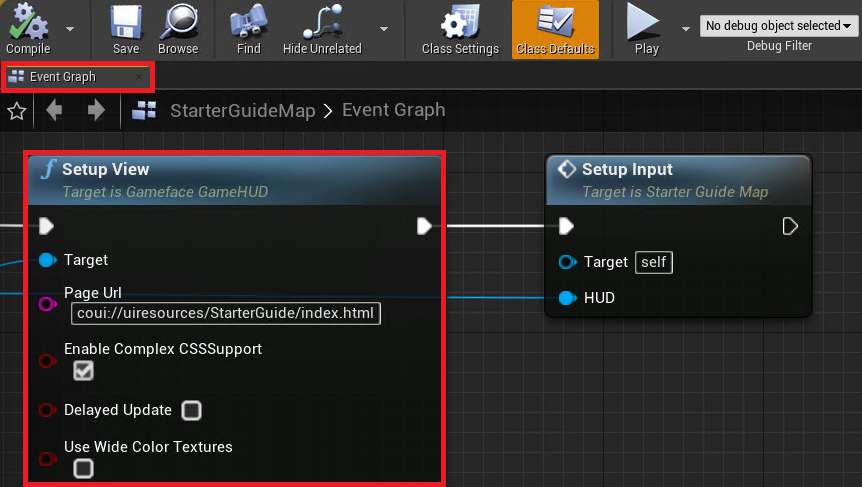 Compile
Save
Browse
Find
Hide Unrelated
Class Settings
Class Defaults
Play
No debug object selected
Debug Filter
Event Graph
StarterGuideMap > Event Graph
f Setup View
Target is Gameface GameHUD
Target
Page Url
coui://uiresources/StarterGuide/index.html
Enable Complex CSSSupport
Delayed Update
Use Wide Color Textures
Setup Input
Target is Starter Guide Map
Target self
HUD